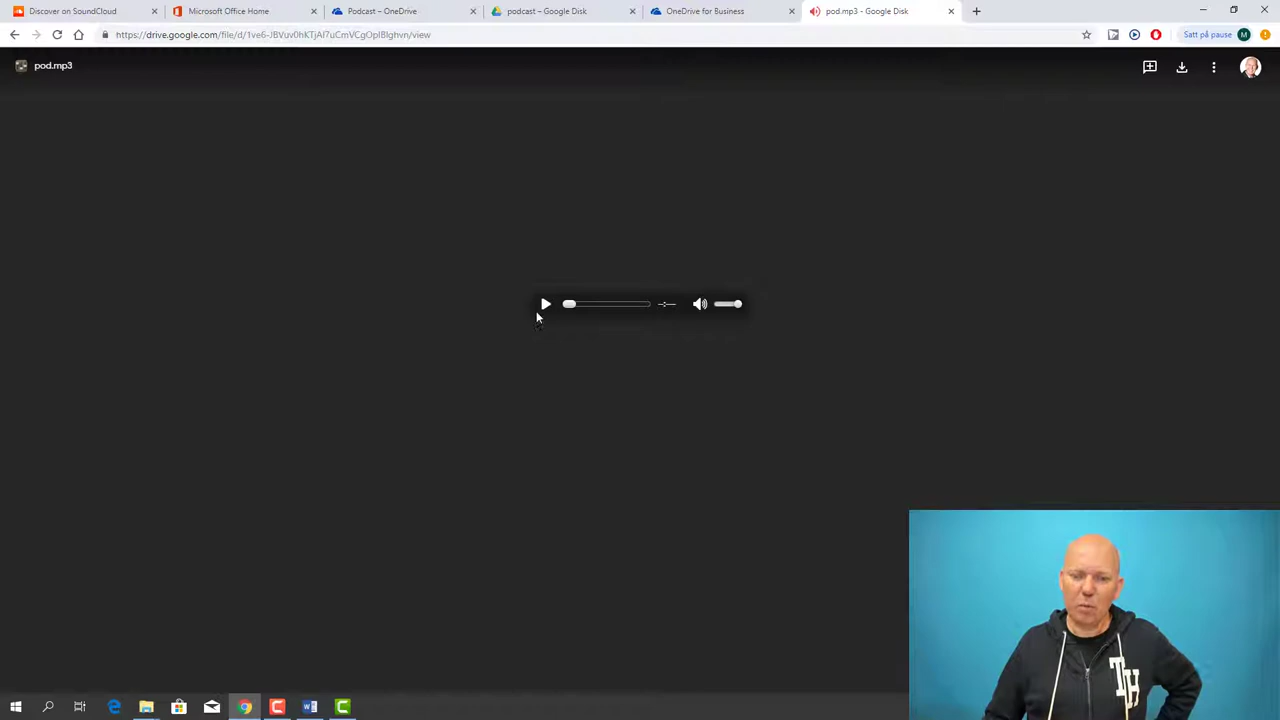 Discover on SoundCloud
Microsoft Office Home
Podcast – OneDrive
podcast – Google Disk
OneDrive for Business
pod.mp3 - Google Disk
Satt på pause
M
pod.mp3
TH